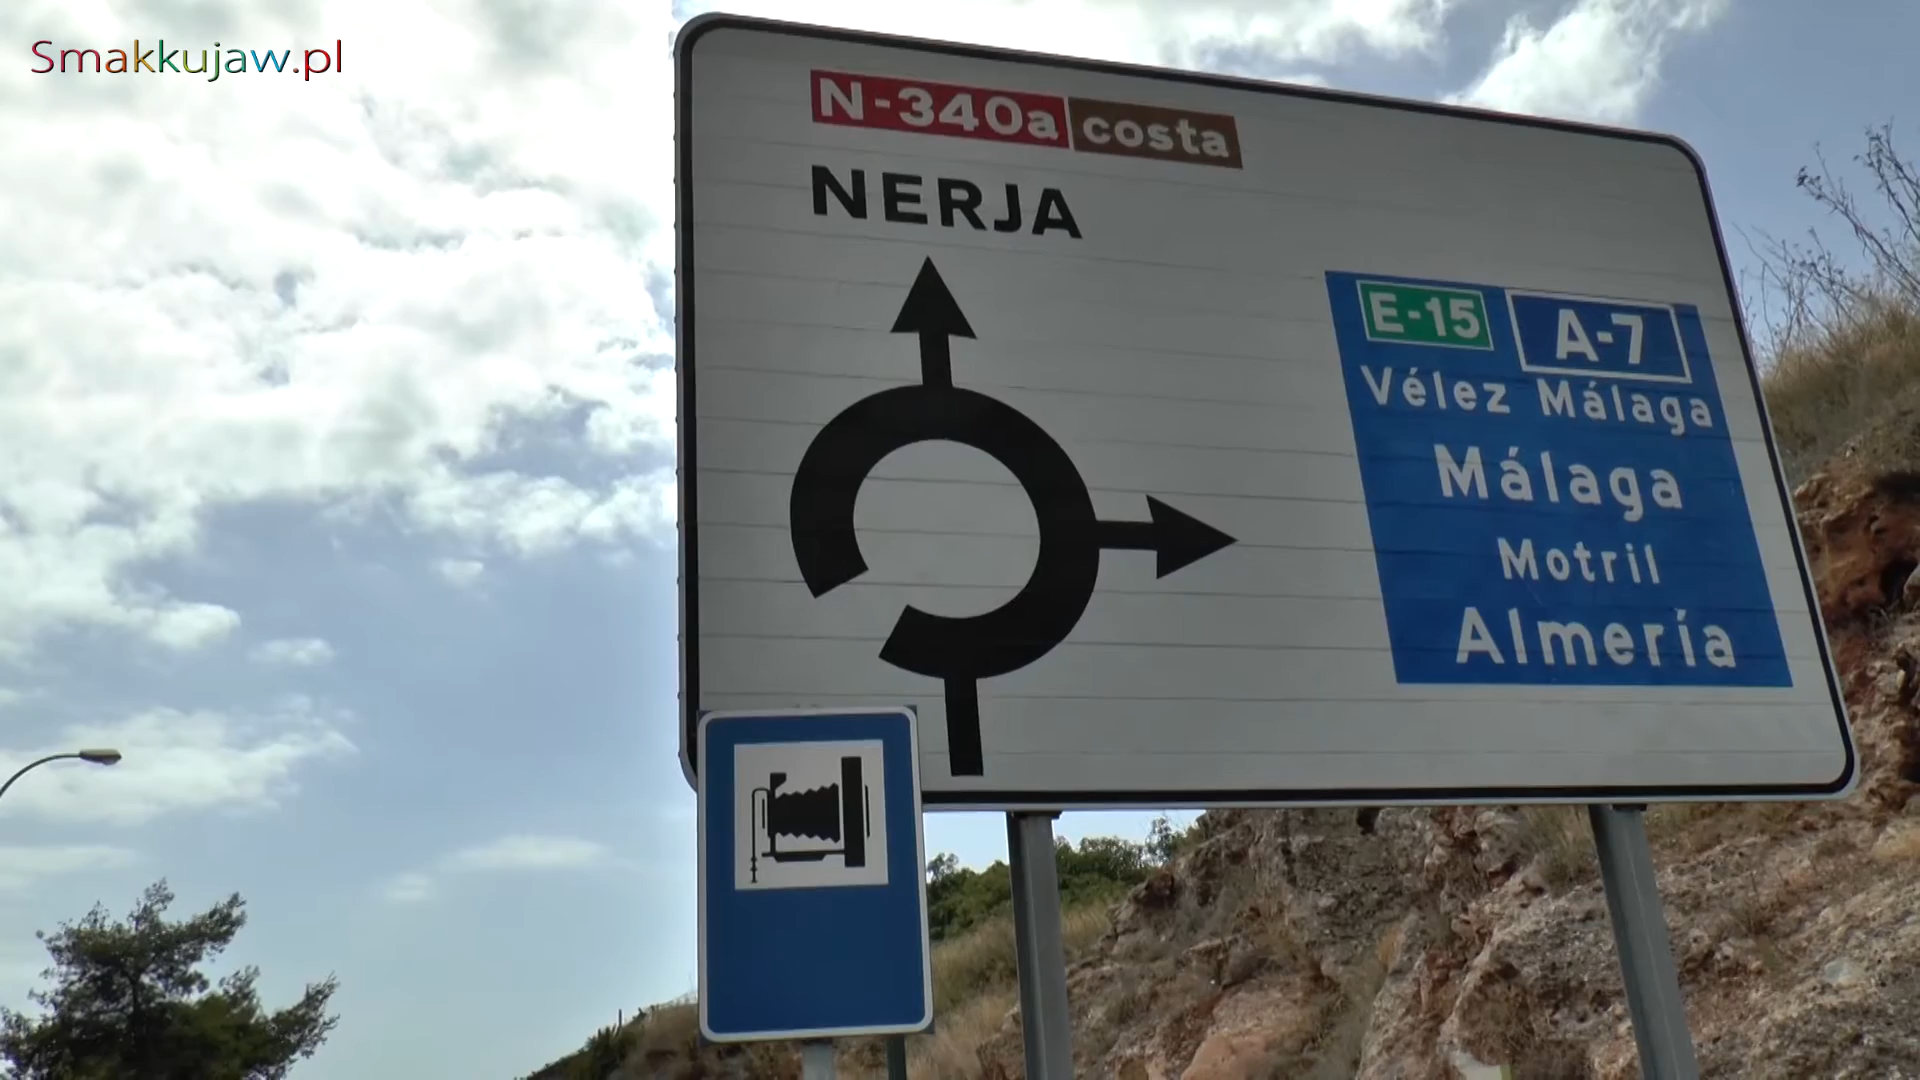 Smakkujaw.pl
N-340a costa
NERJA
E-15 A-7
Vélez Málaga
Málaga
Motril
Almería